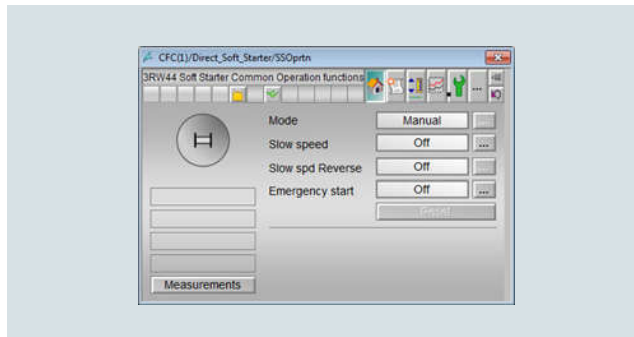 CFC(1)/Direct_Soft_Starter/SSOprtn
3RW44 Soft Starter Common Operation functions
...
Mode Manual ...
Slow speed Off ...
Slow spd Reverse Off ...
Emergency start Off ...
Reset
Measurements